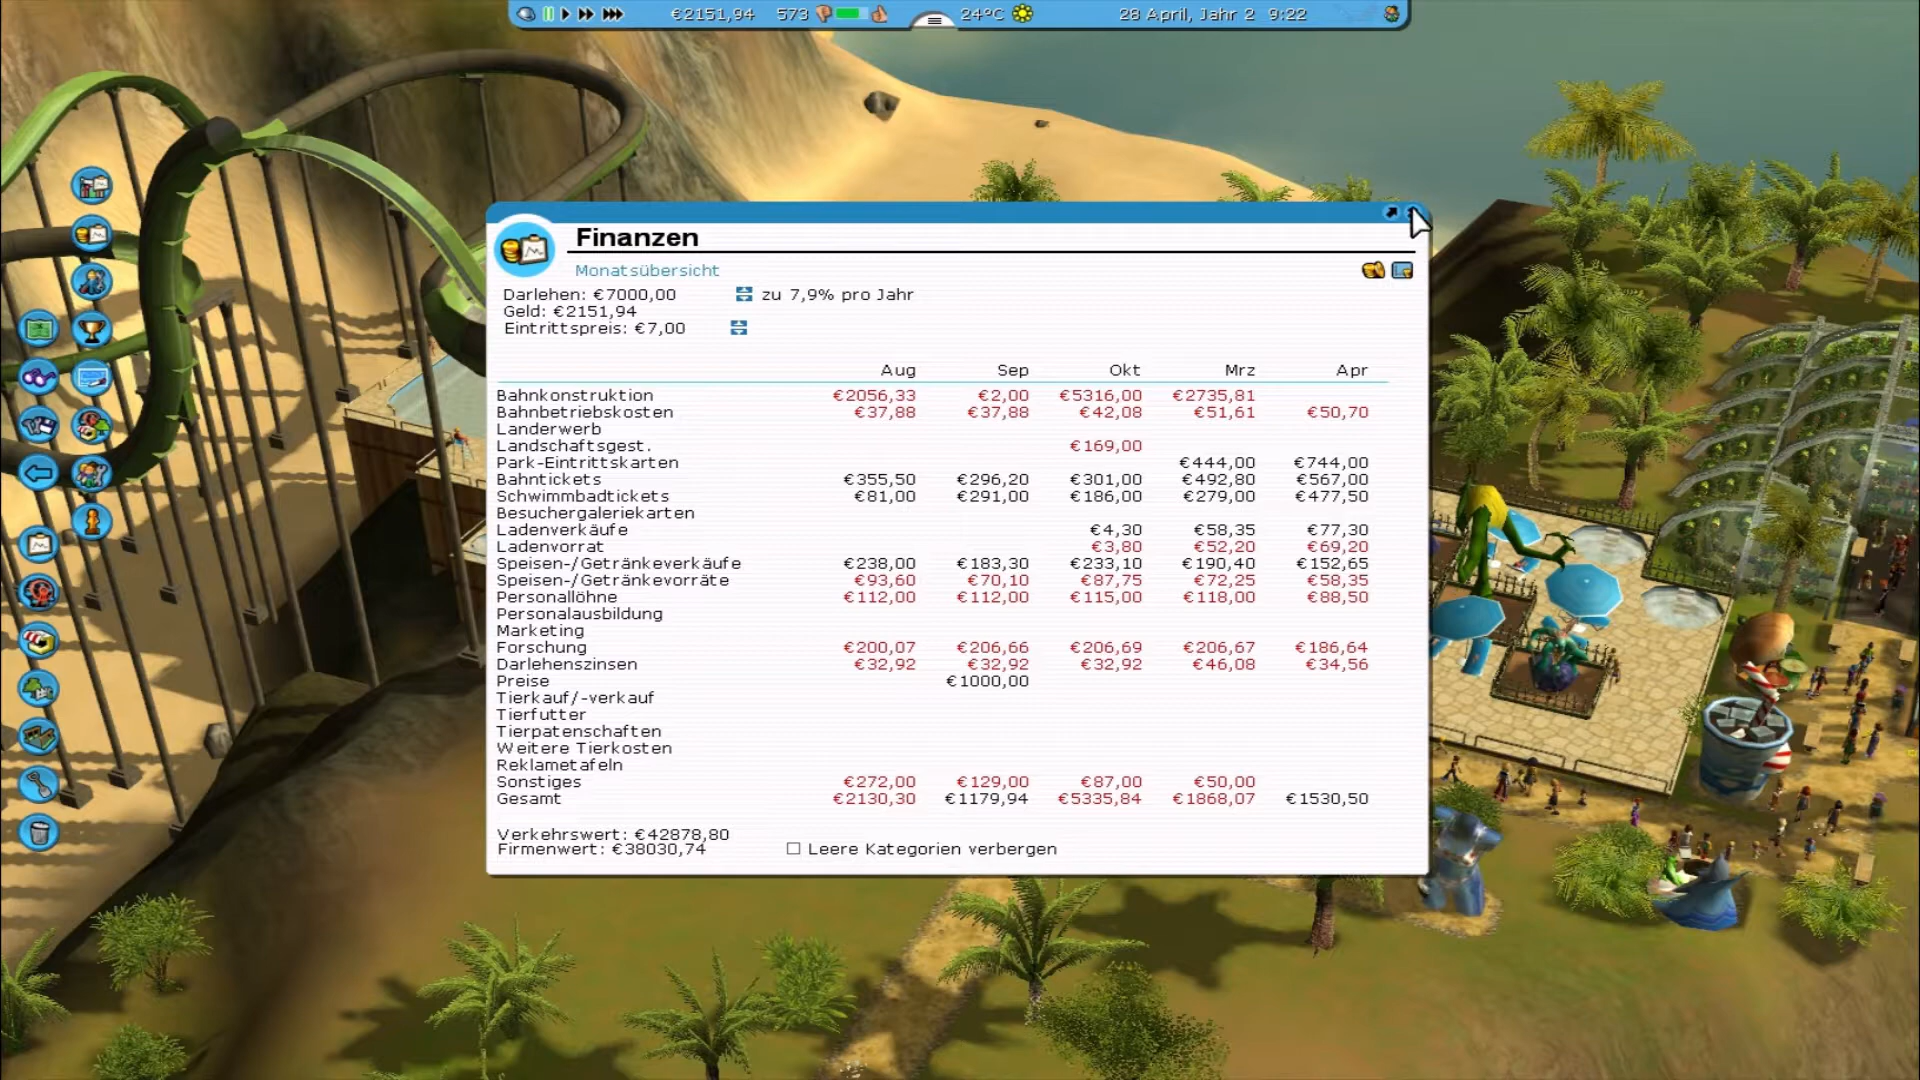 €2151,94 573 24°C 28 April, Jahr 2 9:22
Finanzen
Monatsübersicht
Darlehen: €7000,00 zu 7,9% pro Jahr
Geld: €2151,94
Eintrittspreis: €7,00
Aug Sep Okt Mrz Apr
Bahnkonstruktion €2056,33 €2,00 €5316,00 €2735,81
Bahnbetriebskosten €37,88 €37,88 €42,08 €51,61 €50,70
Landerwerb
Landschaftsgest. €169,00
Park-Eintrittskarten €444,00 €744,00
Bahntickets €355,50 €296,20 €301,00 €492,80 €567,00
Schwimmbadtickets €81,00 €291,00 €186,00 €279,00 €477,50
Besuchergaleriekarten
Ladenverkäufe €4,30 €58,35 €77,30
Ladenvorrat €3,80 €52,20 €69,20
Speisen-/Getränkeverkäufe €238,00 €183,30 €233,10 €190,40 €152,65
Speisen-/Getränkevorräte €93,60 €70,10 €87,75 €72,25 €58,35
Personallöhne €112,00 €112,00 €115,00 €118,00 €88,50
Personalausbildung
Marketing
Forschung €200,07 €206,66 €206,69 €206,67 €186,64
Darlehenszinsen €32,92 €32,92 €32,92 €46,08 €34,56
Preise €1000,00
Tierkauf/-verkauf
Tierfutter
Tierpatenschaften
Weitere Tierkosten
Reklametafeln
Sonstiges €272,00 €129,00 €87,00 €50,00
Gesamt €2130,30 €1179,94 €5335,84 €1868,07 €1530,50
Verkehrswert: €42878,80
Firmenwert: €38030,74 Leere Kategorien verbergen